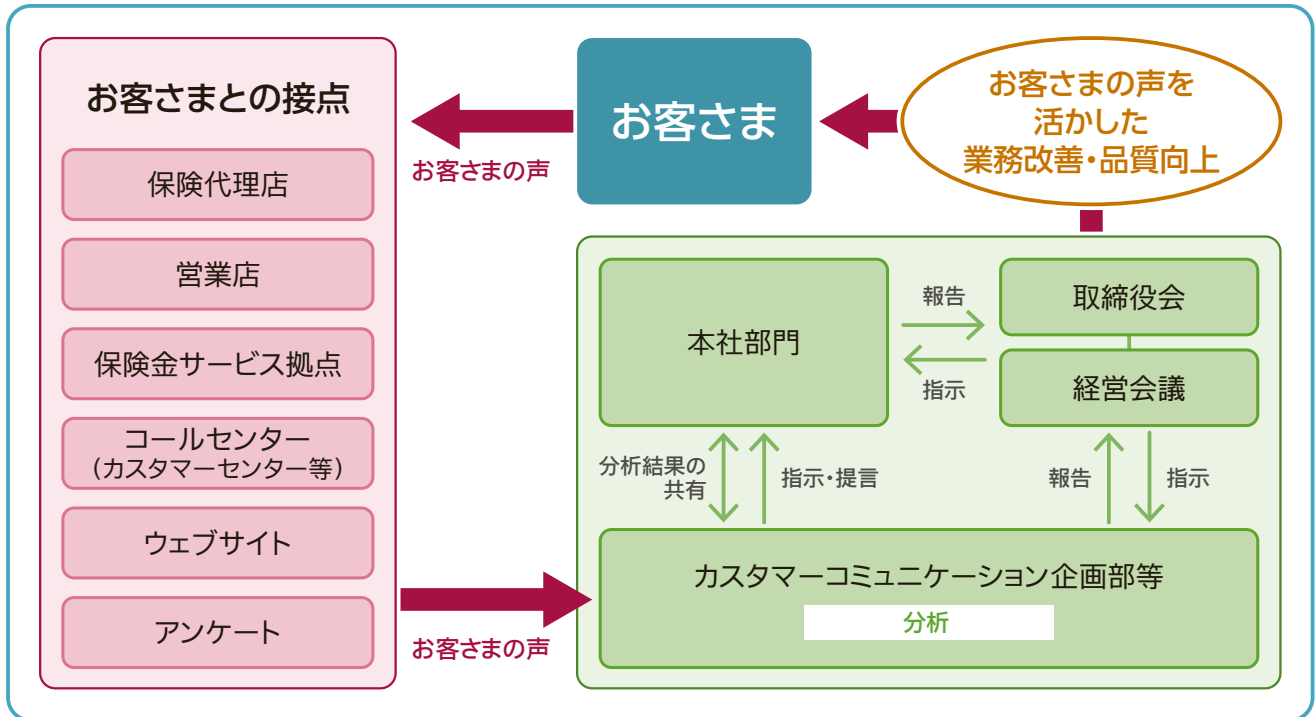 お客さまとの接点
保険代理店
営業店
保険金サービス拠点
コールセンター
（カスタマーセンター等）
ウェブサイト
アンケート
お客さまの声
お客さま
お客さまの声を
活かした
業務改善・品質向上
本社部門
報告
指示
取締役会
経営会議
分析結果の
共有
指示・提言
報告
指示
カスタマーコミュニケーション企画部等
分析
お客さまの声